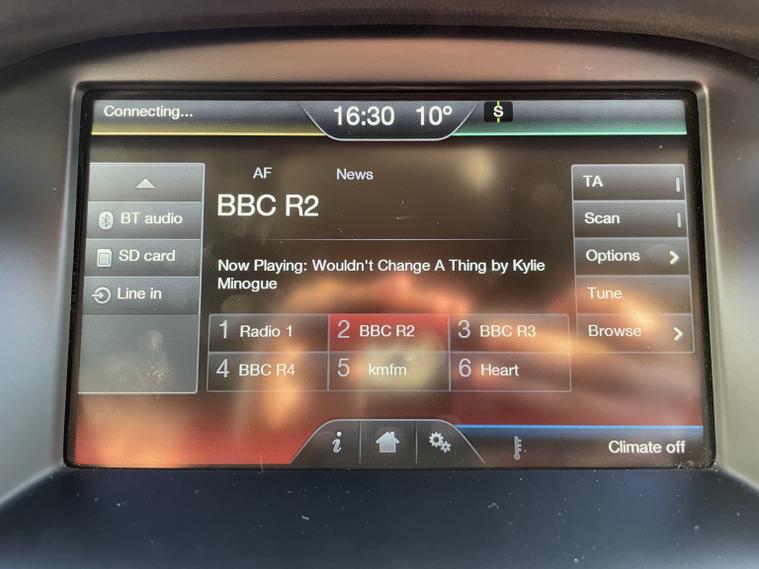 Connecting...
16:30 10° S
AF News
BBC R2
BT audio
SD card
Line in
Now Playing: Wouldn't Change A Thing by Kylie
Minogue
1 Radio 1
2 BBC R2
3 BBC R3
4 BBC R4
5 kmfm
6 Heart
TA
Scan
Options
Tune
Browse
i
Climate off